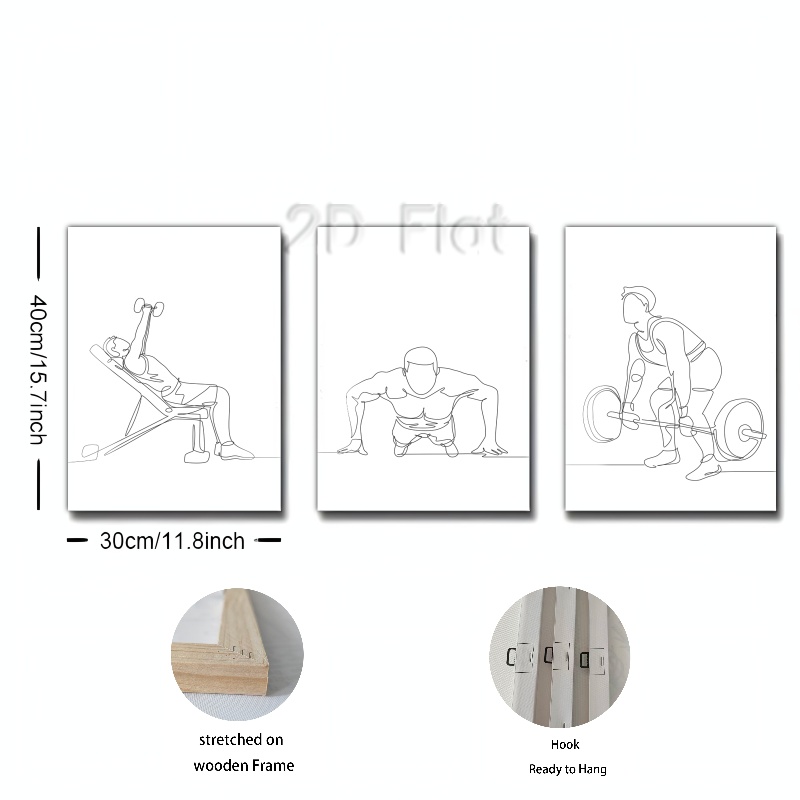 2D Flat
40cm/15.7inch
30cm/11.8inch
stretched on
wooden Frame
Hook
Ready to Hang